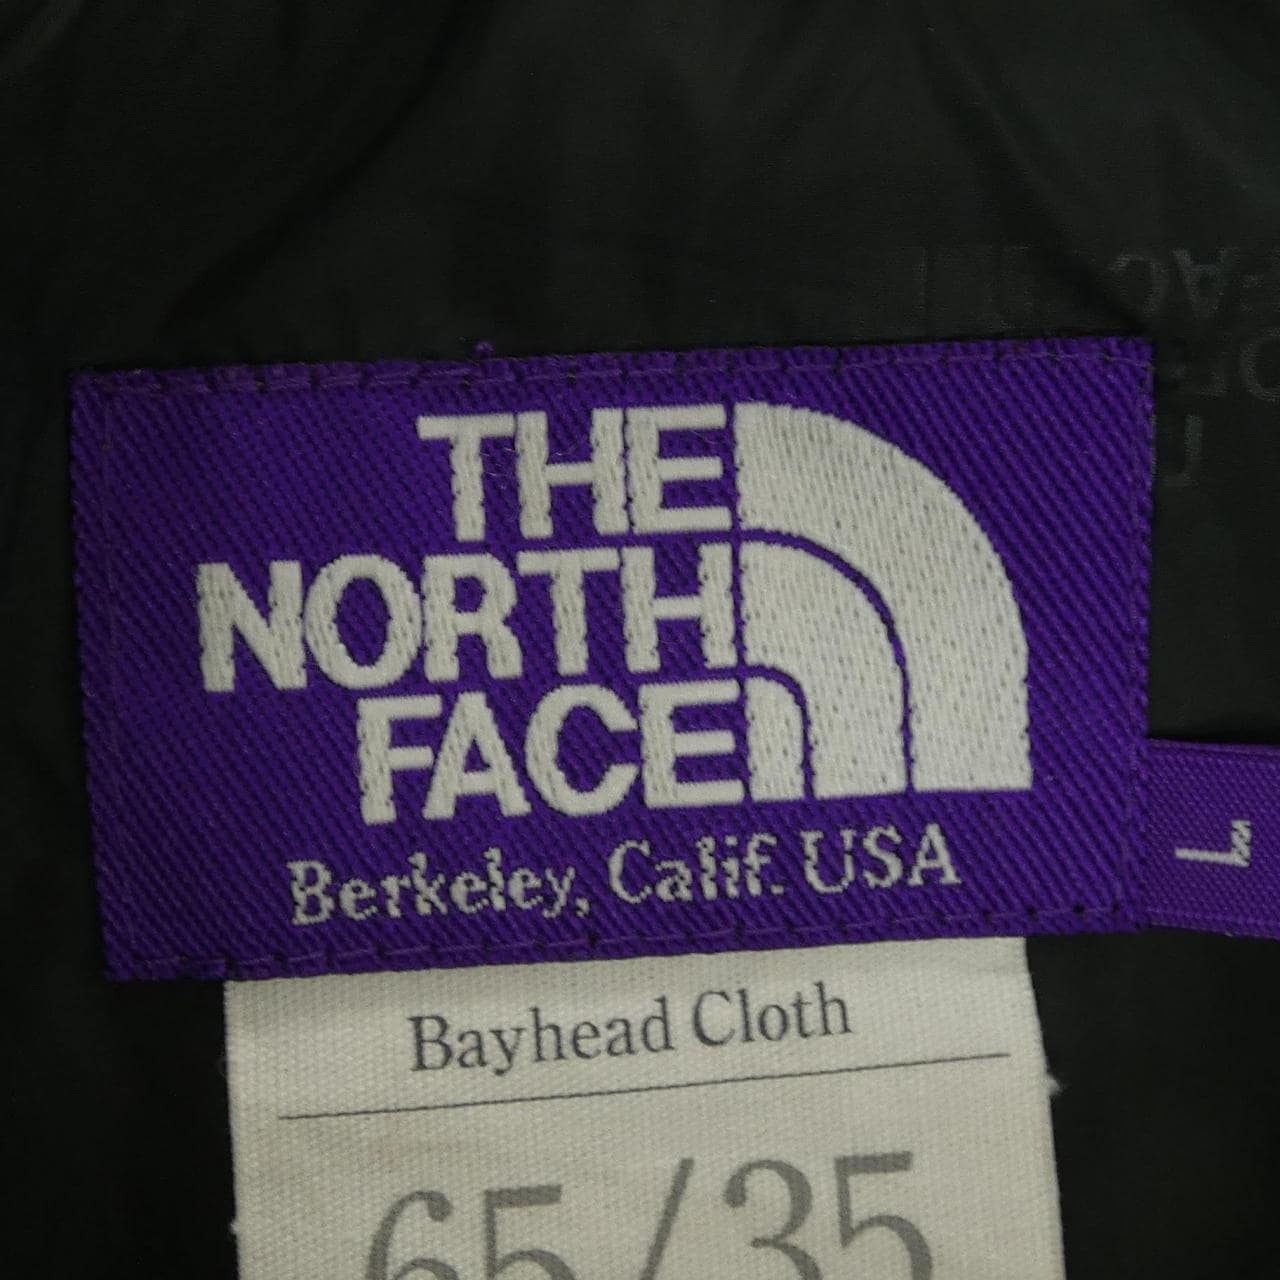 THE
NORTH
FACE
Berkeley, Calif. USA
L
Bayhead Cloth
65/35